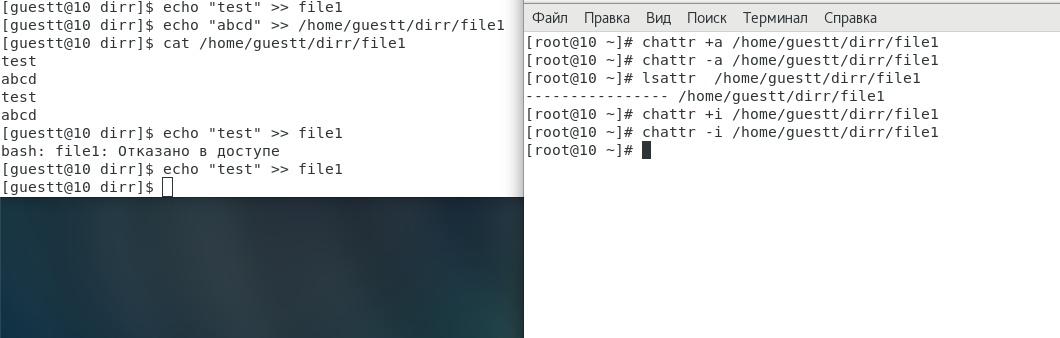 [guestt@10 dirr]$ echo "test" >> file1
[guestt@10 dirr]$ echo "abcd" >> /home/guestt/dirr/file1
[guestt@10 dirr]$ cat /home/guestt/dirr/file1
test
abcd
test
abcd
[guestt@10 dirr]$ echo "test" >> file1
bash: file1: Отказано в доступе
[guestt@10 dirr]$ echo "test" >> file1
[guestt@10 dirr]$
Файл Правка Вид Поиск Терминал Справка
[root@10 ~]# chattr +a /home/guestt/dirr/file1
[root@10 ~]# chattr -a /home/guestt/dirr/file1
[root@10 ~]# lsattr  /home/guestt/dirr/file1
---------------- /home/guestt/dirr/file1
[root@10 ~]# chattr +i /home/guestt/dirr/file1
[root@10 ~]# chattr -i /home/guestt/dirr/file1
[root@10 ~]#